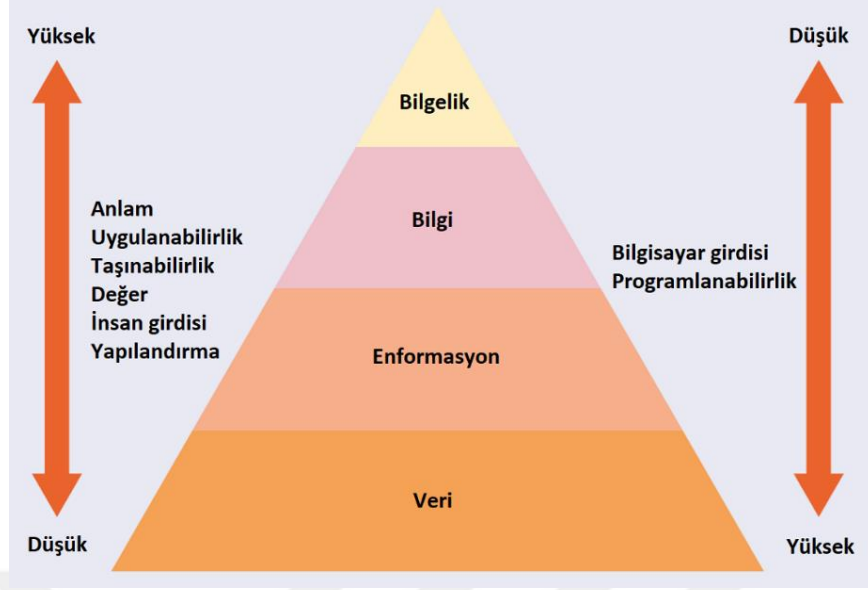 Yüksek
Düşük
Bilgelik
Bilgi
Anlam
Uygulanabilirlik
Taşınabilirlik
Değer
İnsan girdisi
Yapılandırma
Bilgisayar girdisi
Programlanabilirlik
Enformasyon
Veri
Düşük
Yüksek